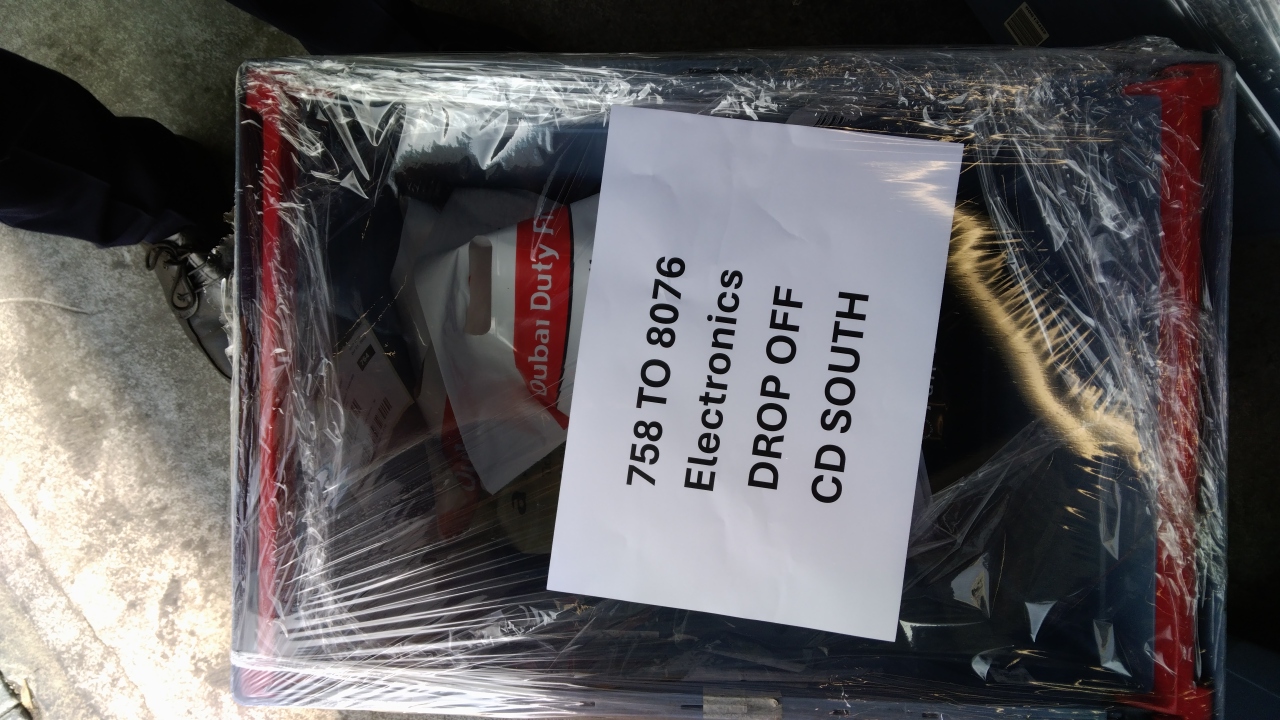 758 TO 8076
Electronics
DROP OFF
CD SOUTH
Dubai Duty